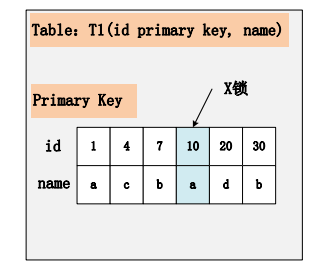 Table: T1(id primary key, name)
X锁
Primary Key
id 1 4 7 10 20 30
name a c b a d b